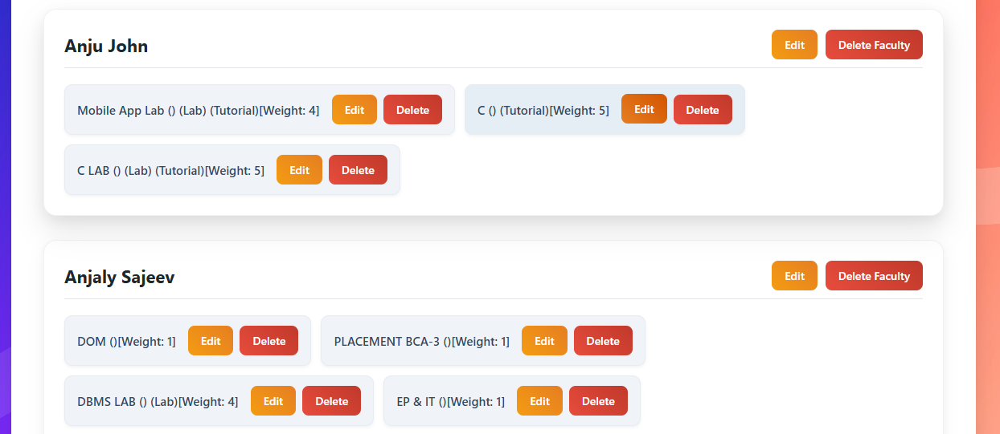 Anju John Edit Delete Faculty
Mobile App Lab () (Lab) (Tutorial)[Weight: 4] Edit Delete C () (Tutorial)[Weight: 5] Edit Delete
C LAB () (Lab) (Tutorial)[Weight: 5] Edit Delete
Anjaly Sajeev Edit Delete Faculty
DOM ()[Weight: 1] Edit Delete PLACEMENT BCA-3 ()[Weight: 1] Edit Delete
DBMS LAB () (Lab)[Weight: 4] Edit Delete EP & IT ()[Weight: 1] Edit Delete